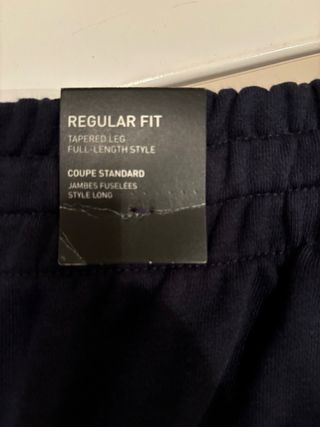 REGULAR FIT
TAPERED LEG
FULL-LENGTH STYLE
COUPE STANDARD
JAMBES FUSELÉES
STYLE LONG